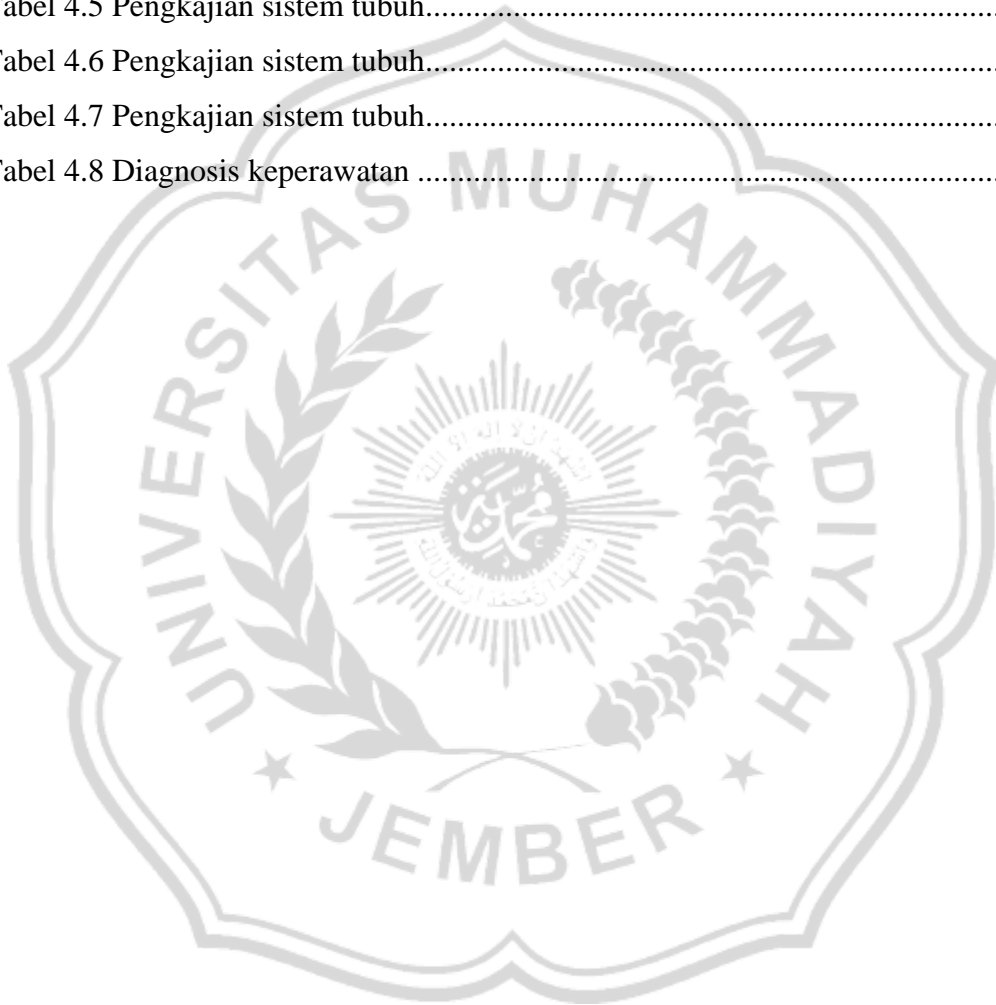 Tabel 4.5 Pengkajian sistem tubuh........................................................................
Tabel 4.6 Pengkajian sistem tubuh........................................................................
Tabel 4.7 Pengkajian sistem tubuh........................................................................
Tabel 4.8 Diagnosis keperawatan ........................................................................
UNIVERSITAS MUHAMMADIYAH
JEMBER